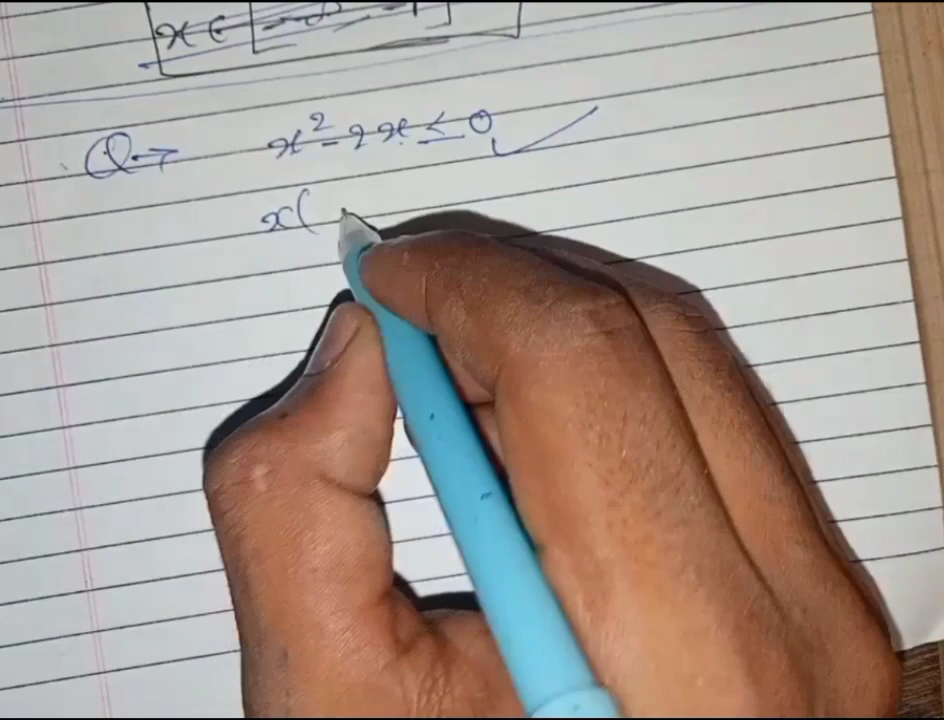 x ∈
Q→ x² - 2x ≤ 0
x(